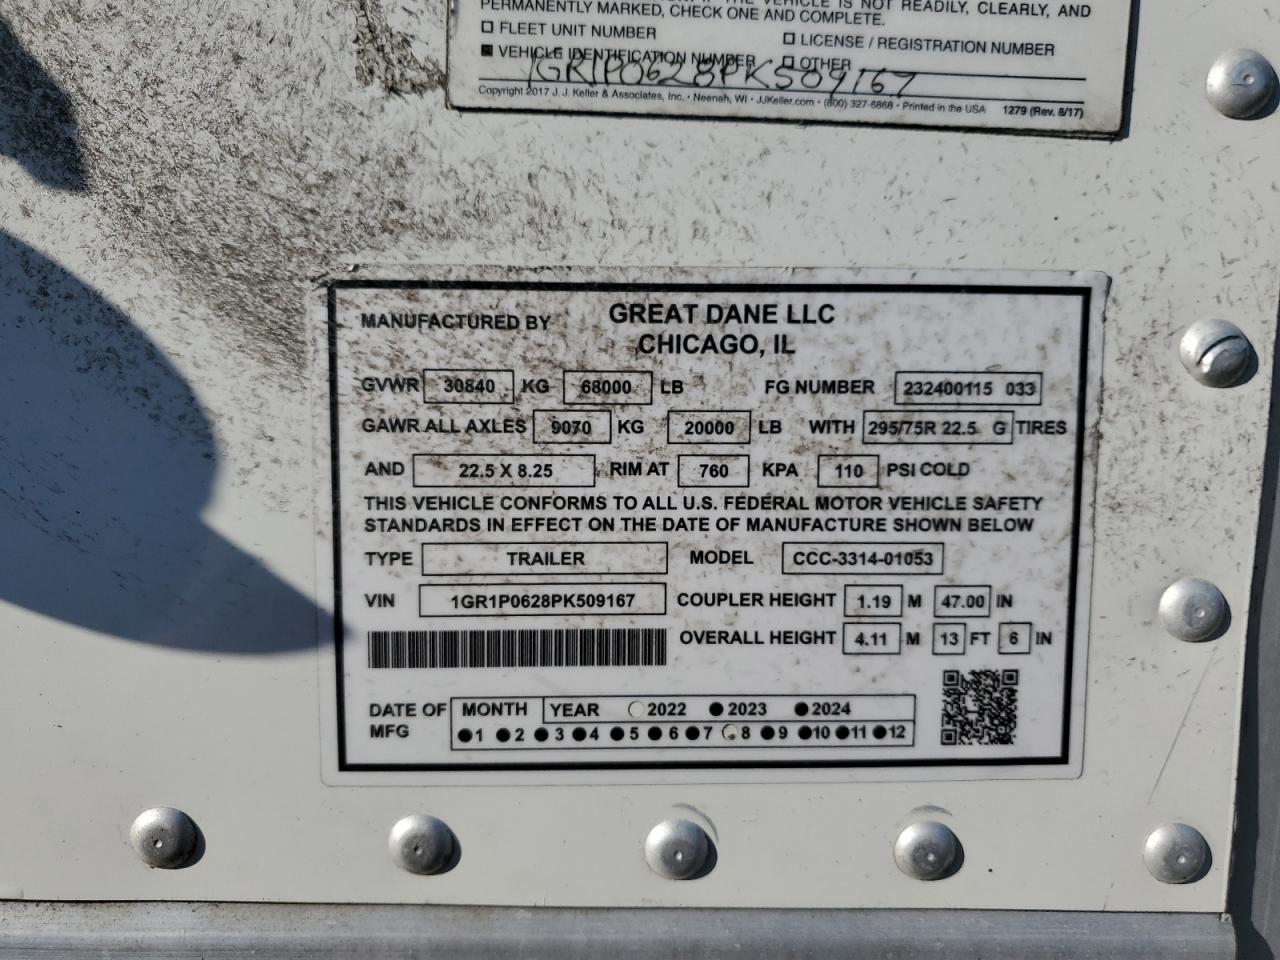 THE VEHICLE IS NOT READILY, CLEARLY, AND
PERMANENTLY MARKED, CHECK ONE AND COMPLETE.
☐ FLEET UNIT NUMBER ☐ LICENSE / REGISTRATION NUMBER
■ VEHICLE IDENTIFICATION NUMBER ☐ OTHER
1GR1P0628PK509167
Copyright 2017 J. J. Keller & Associates, Inc. • Neenah, WI • JJKeller.com • (800) 327-6868 • Printed in the USA 1279 (Rev. 8/17)
MANUFACTURED BY GREAT DANE LLC
CHICAGO, IL
GVWR 30840 KG 68000 LB FG NUMBER 232400115 033
GAWR ALL AXLES 9070 KG 20000 LB WITH 295/75R 22.5 G TIRES
AND 22.5 X 8.25 RIM AT 760 KPA 110 PSI COLD
THIS VEHICLE CONFORMS TO ALL U.S. FEDERAL MOTOR VEHICLE SAFETY
STANDARDS IN EFFECT ON THE DATE OF MANUFACTURE SHOWN BELOW
TYPE TRAILER MODEL CCC-3314-01053
VIN 1GR1P0628PK509167 COUPLER HEIGHT 1.19 M 47.00 IN
OVERALL HEIGHT 4.11 M 13 FT 6 IN
DATE OF MFG MONTH YEAR ○2022 ●2023 ●2024
●1 ●2 ●3 ●4 ●5 ●6 ●7 ○8 ●9 ●10 ●11 ●12